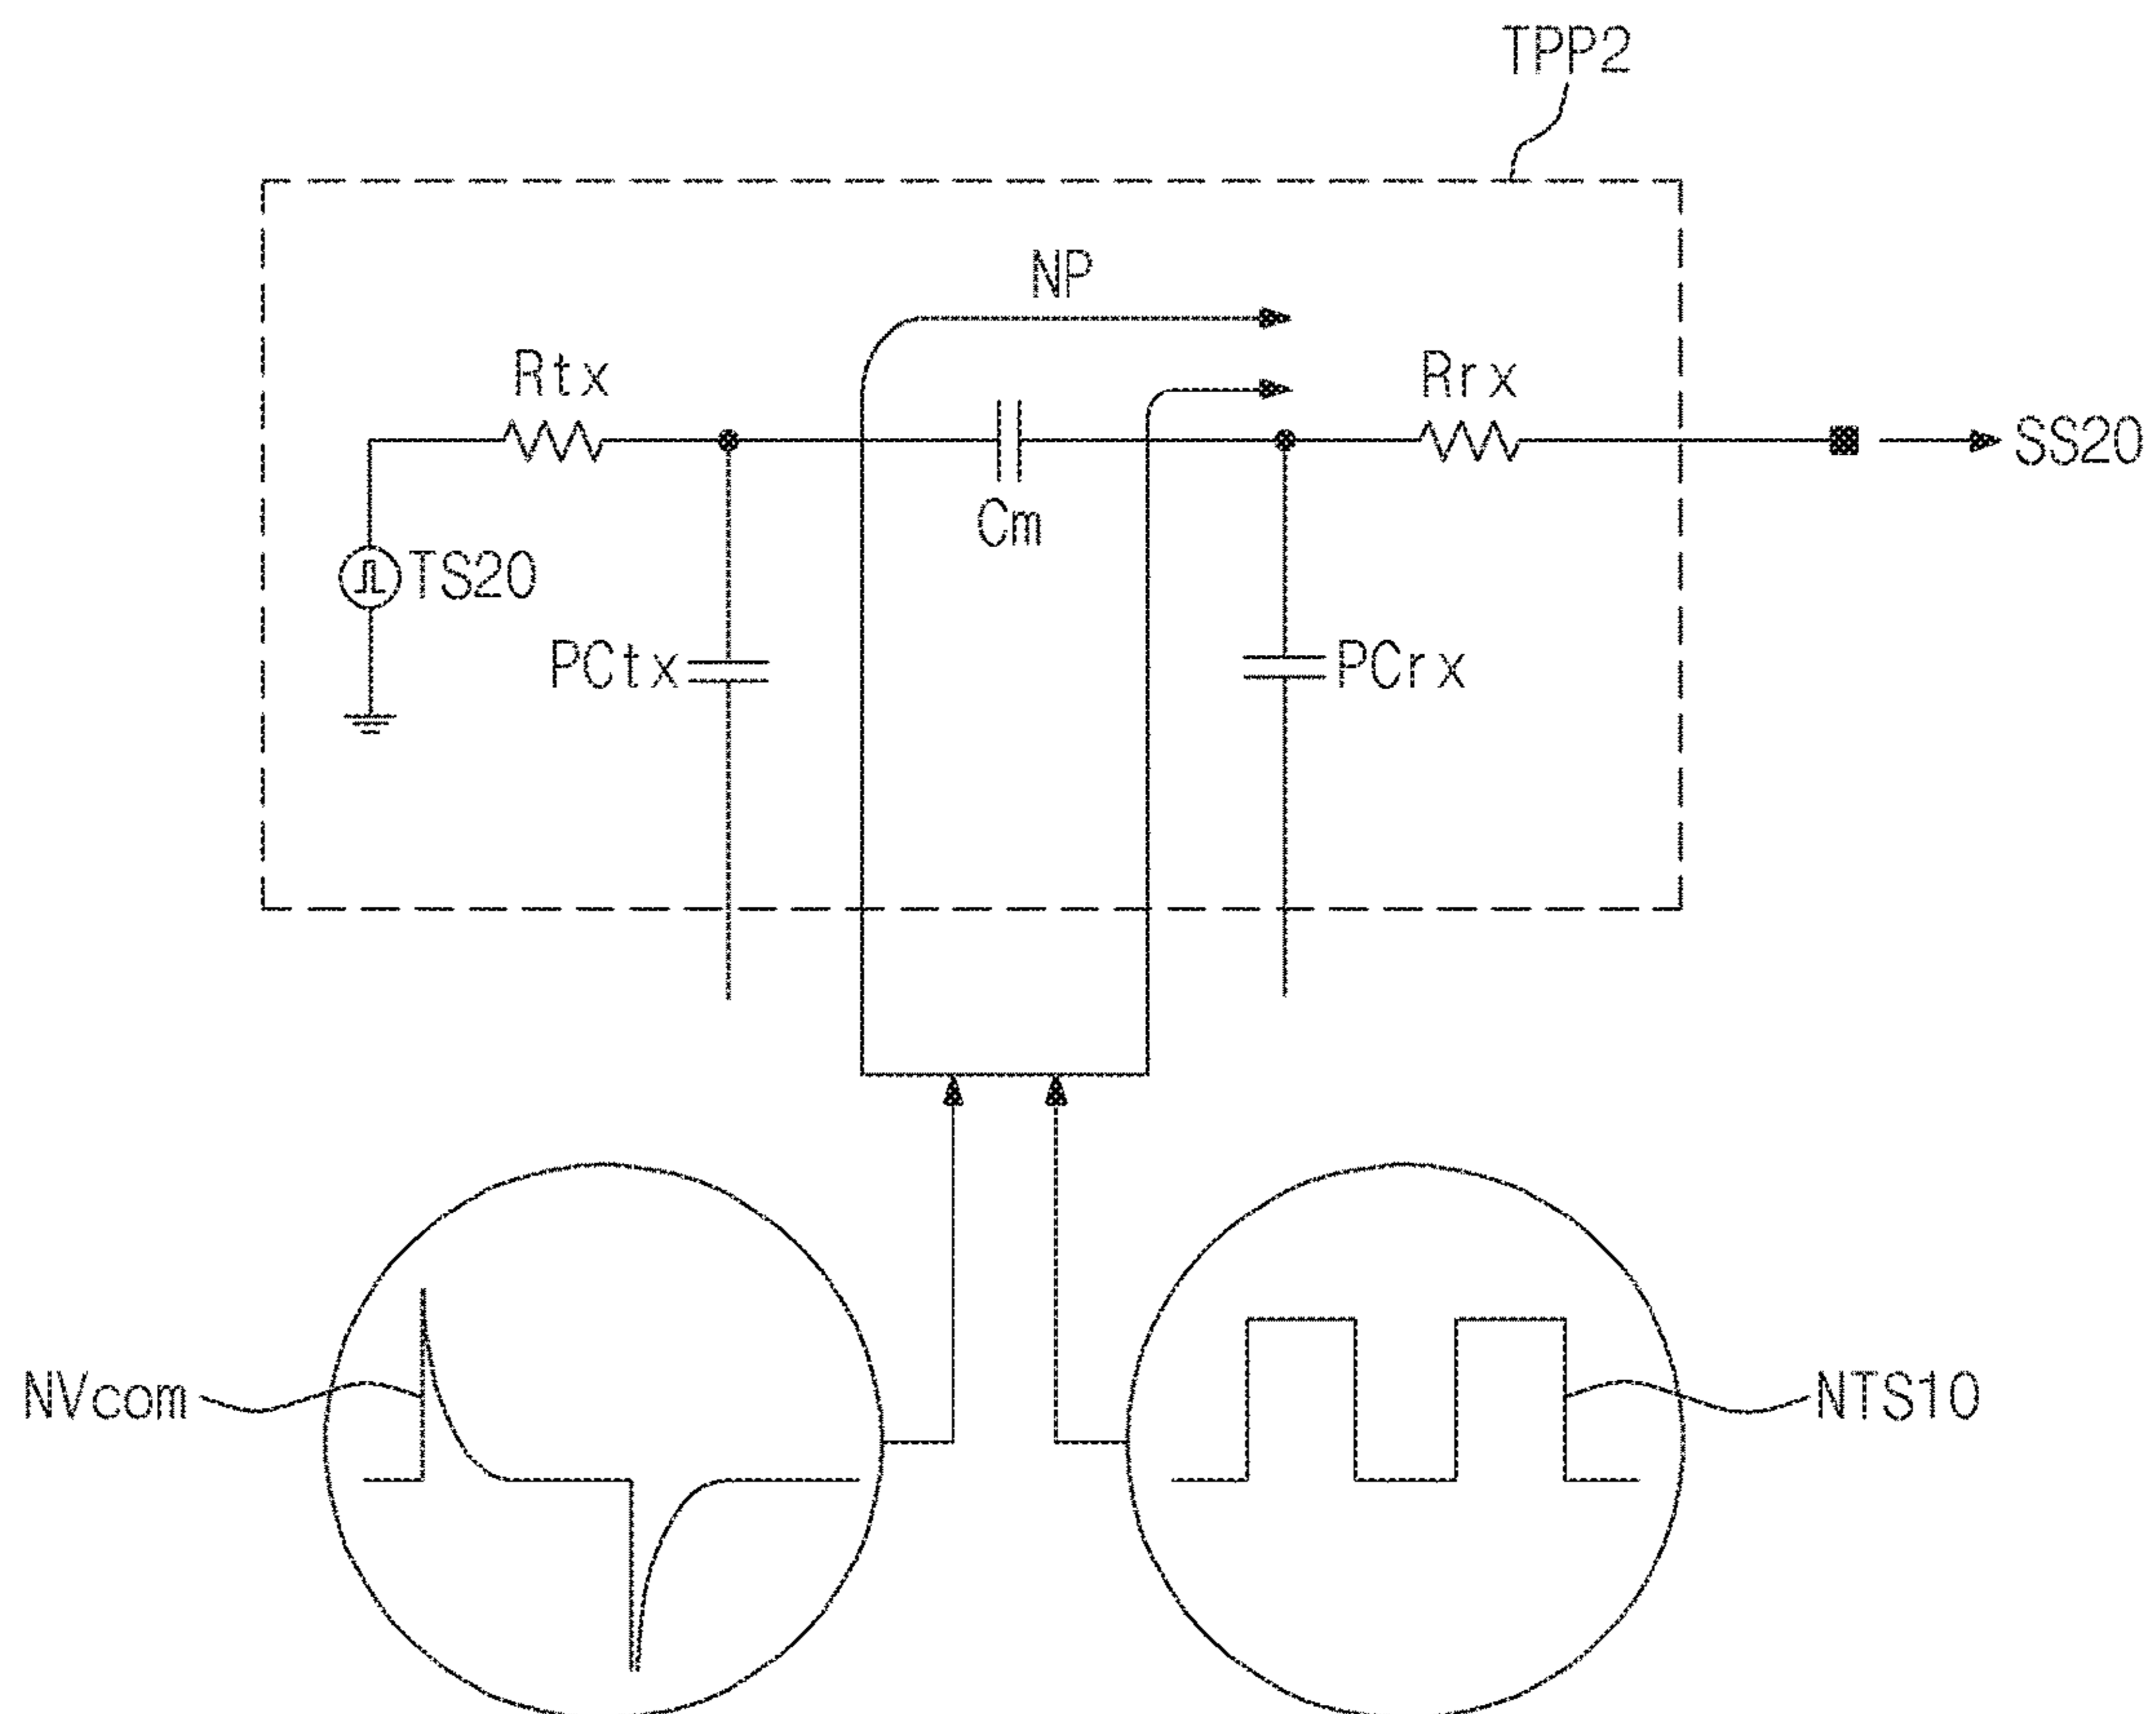 TPP2
NP
Rtx
Rrx
SS20
Cm
TS20
PCtx
PCrx
NVcom
NTS10